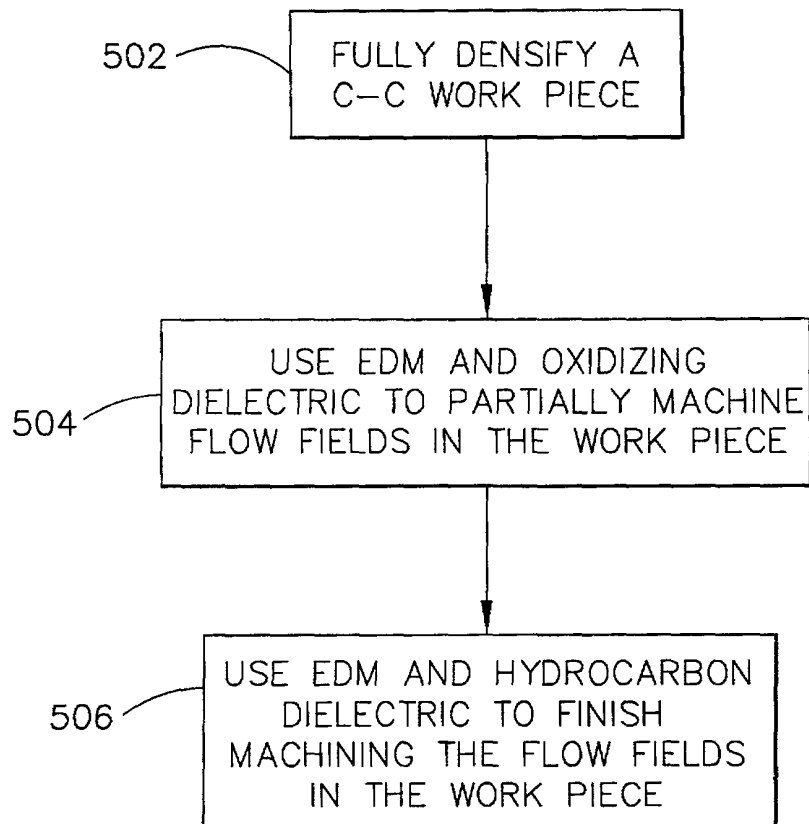 502
FULLY DENSIFY A
C-C WORK PIECE
504
USE EDM AND OXIDIZING
DIELECTRIC TO PARTIALLY MACHINE
FLOW FIELDS IN THE WORK PIECE
506
USE EDM AND HYDROCARBON
DIELECTRIC TO FINISH
MACHINING THE FLOW FIELDS
IN THE WORK PIECE